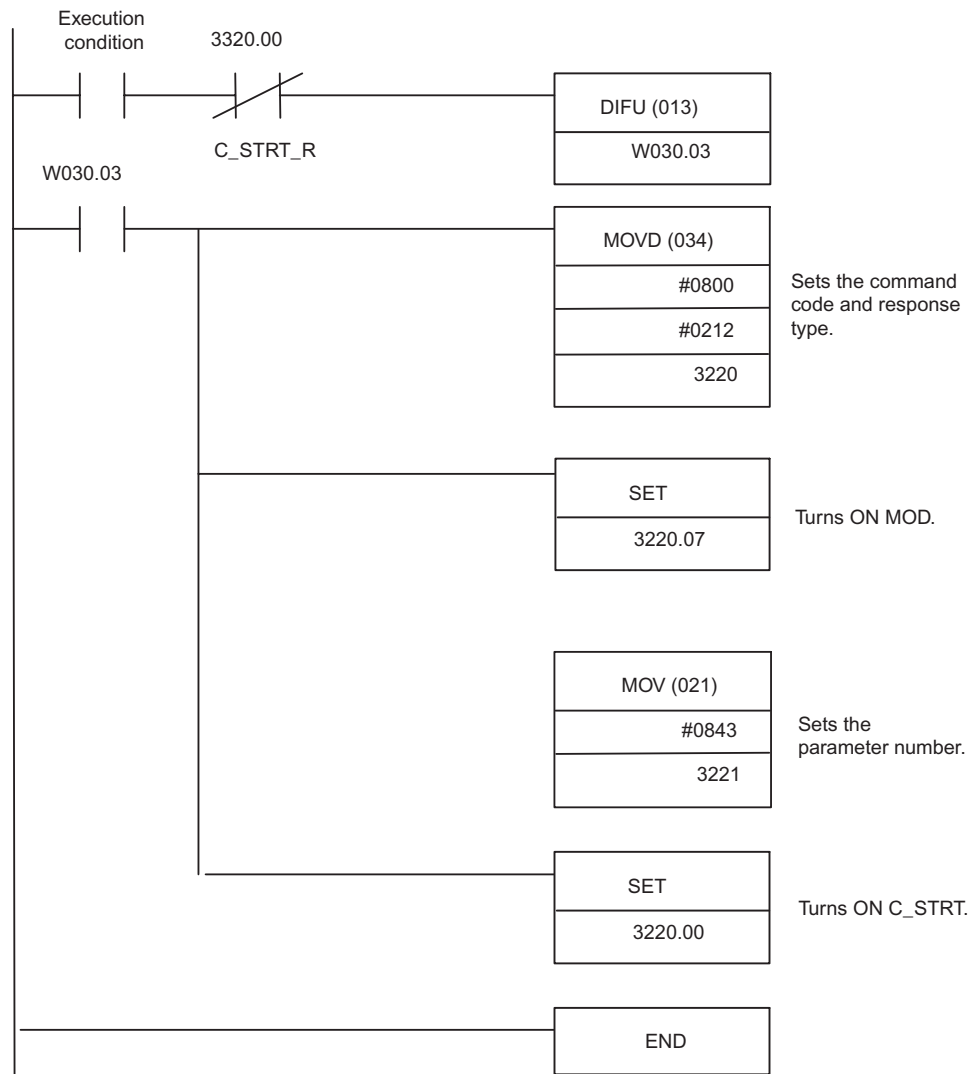 Execution
condition
3320.00
DIFU (013)
W030.03
C_STRT_R
W030.03
MOVD (034)
#0800
#0212
3220
Sets the command
code and response
type.
SET
3220.07
Turns ON MOD.
MOV (021)
#0843
3221
Sets the
parameter number.
SET
3220.00
Turns ON C_STRT.
END